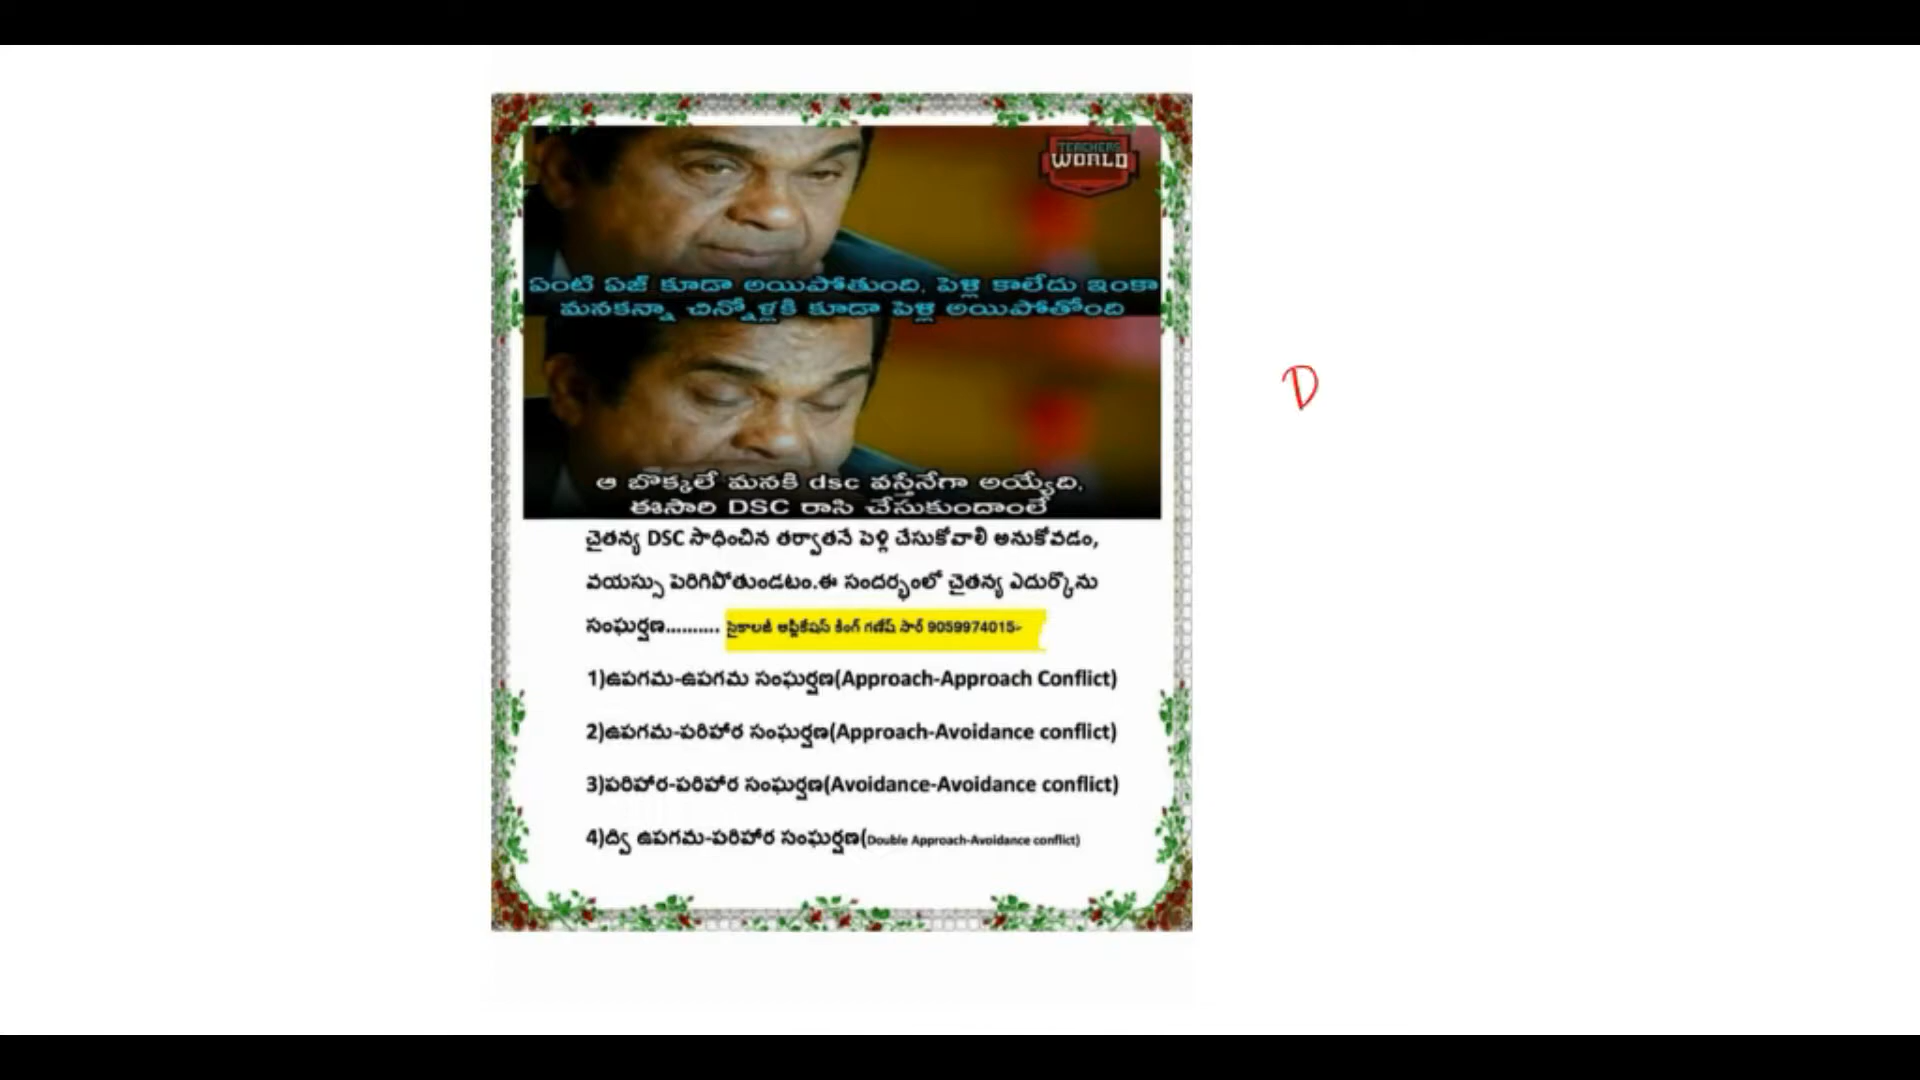 TEACHERS
WORLD
ఏంటి ఏజ్ కూడా అయిపోతుంది, పెళ్లి కాలేదు ఇంకా
మనకన్నా చిన్నోళ్లకి కూడా పెళ్లి అయిపోతోంది
ఆ బొక్కలే మనకి dsc వస్తేనేగా అయ్యేది,
ఈసారి DSC రాసి చేసుకుందాంలే
చైతన్య DSC సాధించిన తర్వాతనే పెళ్లి చేసుకోవాలి అనుకోవడం,
వయస్సు పెరిగిపోతుండటం.ఈ సందర్భంలో చైతన్య ఎదుర్కొను
సంఘర్షణ.......... సైకాలజీ అప్లికేషన్ కింగ్ గణేష్ సార్ 9059974015-
1)ఉపగమ-ఉపగమ సంఘర్షణ(Approach-Approach Conflict)
2)ఉపగమ-పరిహార సంఘర్షణ(Approach-Avoidance conflict)
3)పరిహార-పరిహార సంఘర్షణ(Avoidance-Avoidance conflict)
4)ద్వి ఉపగమ-పరిహార సంఘర్షణ(Double Approach-Avoidance conflict)
D